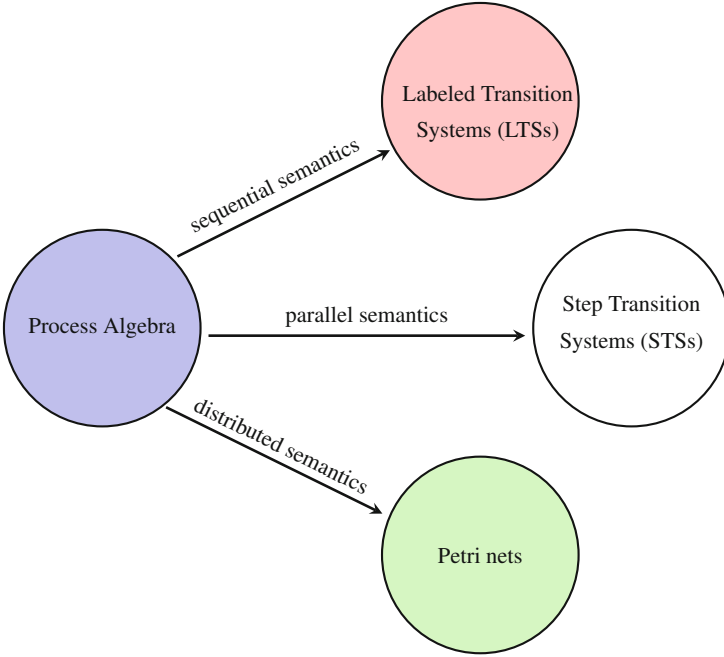 Labeled Transition
Systems (LTSs)
sequential semantics
Process Algebra
parallel semantics
Step Transition
Systems (STSs)
distributed semantics
Petri nets